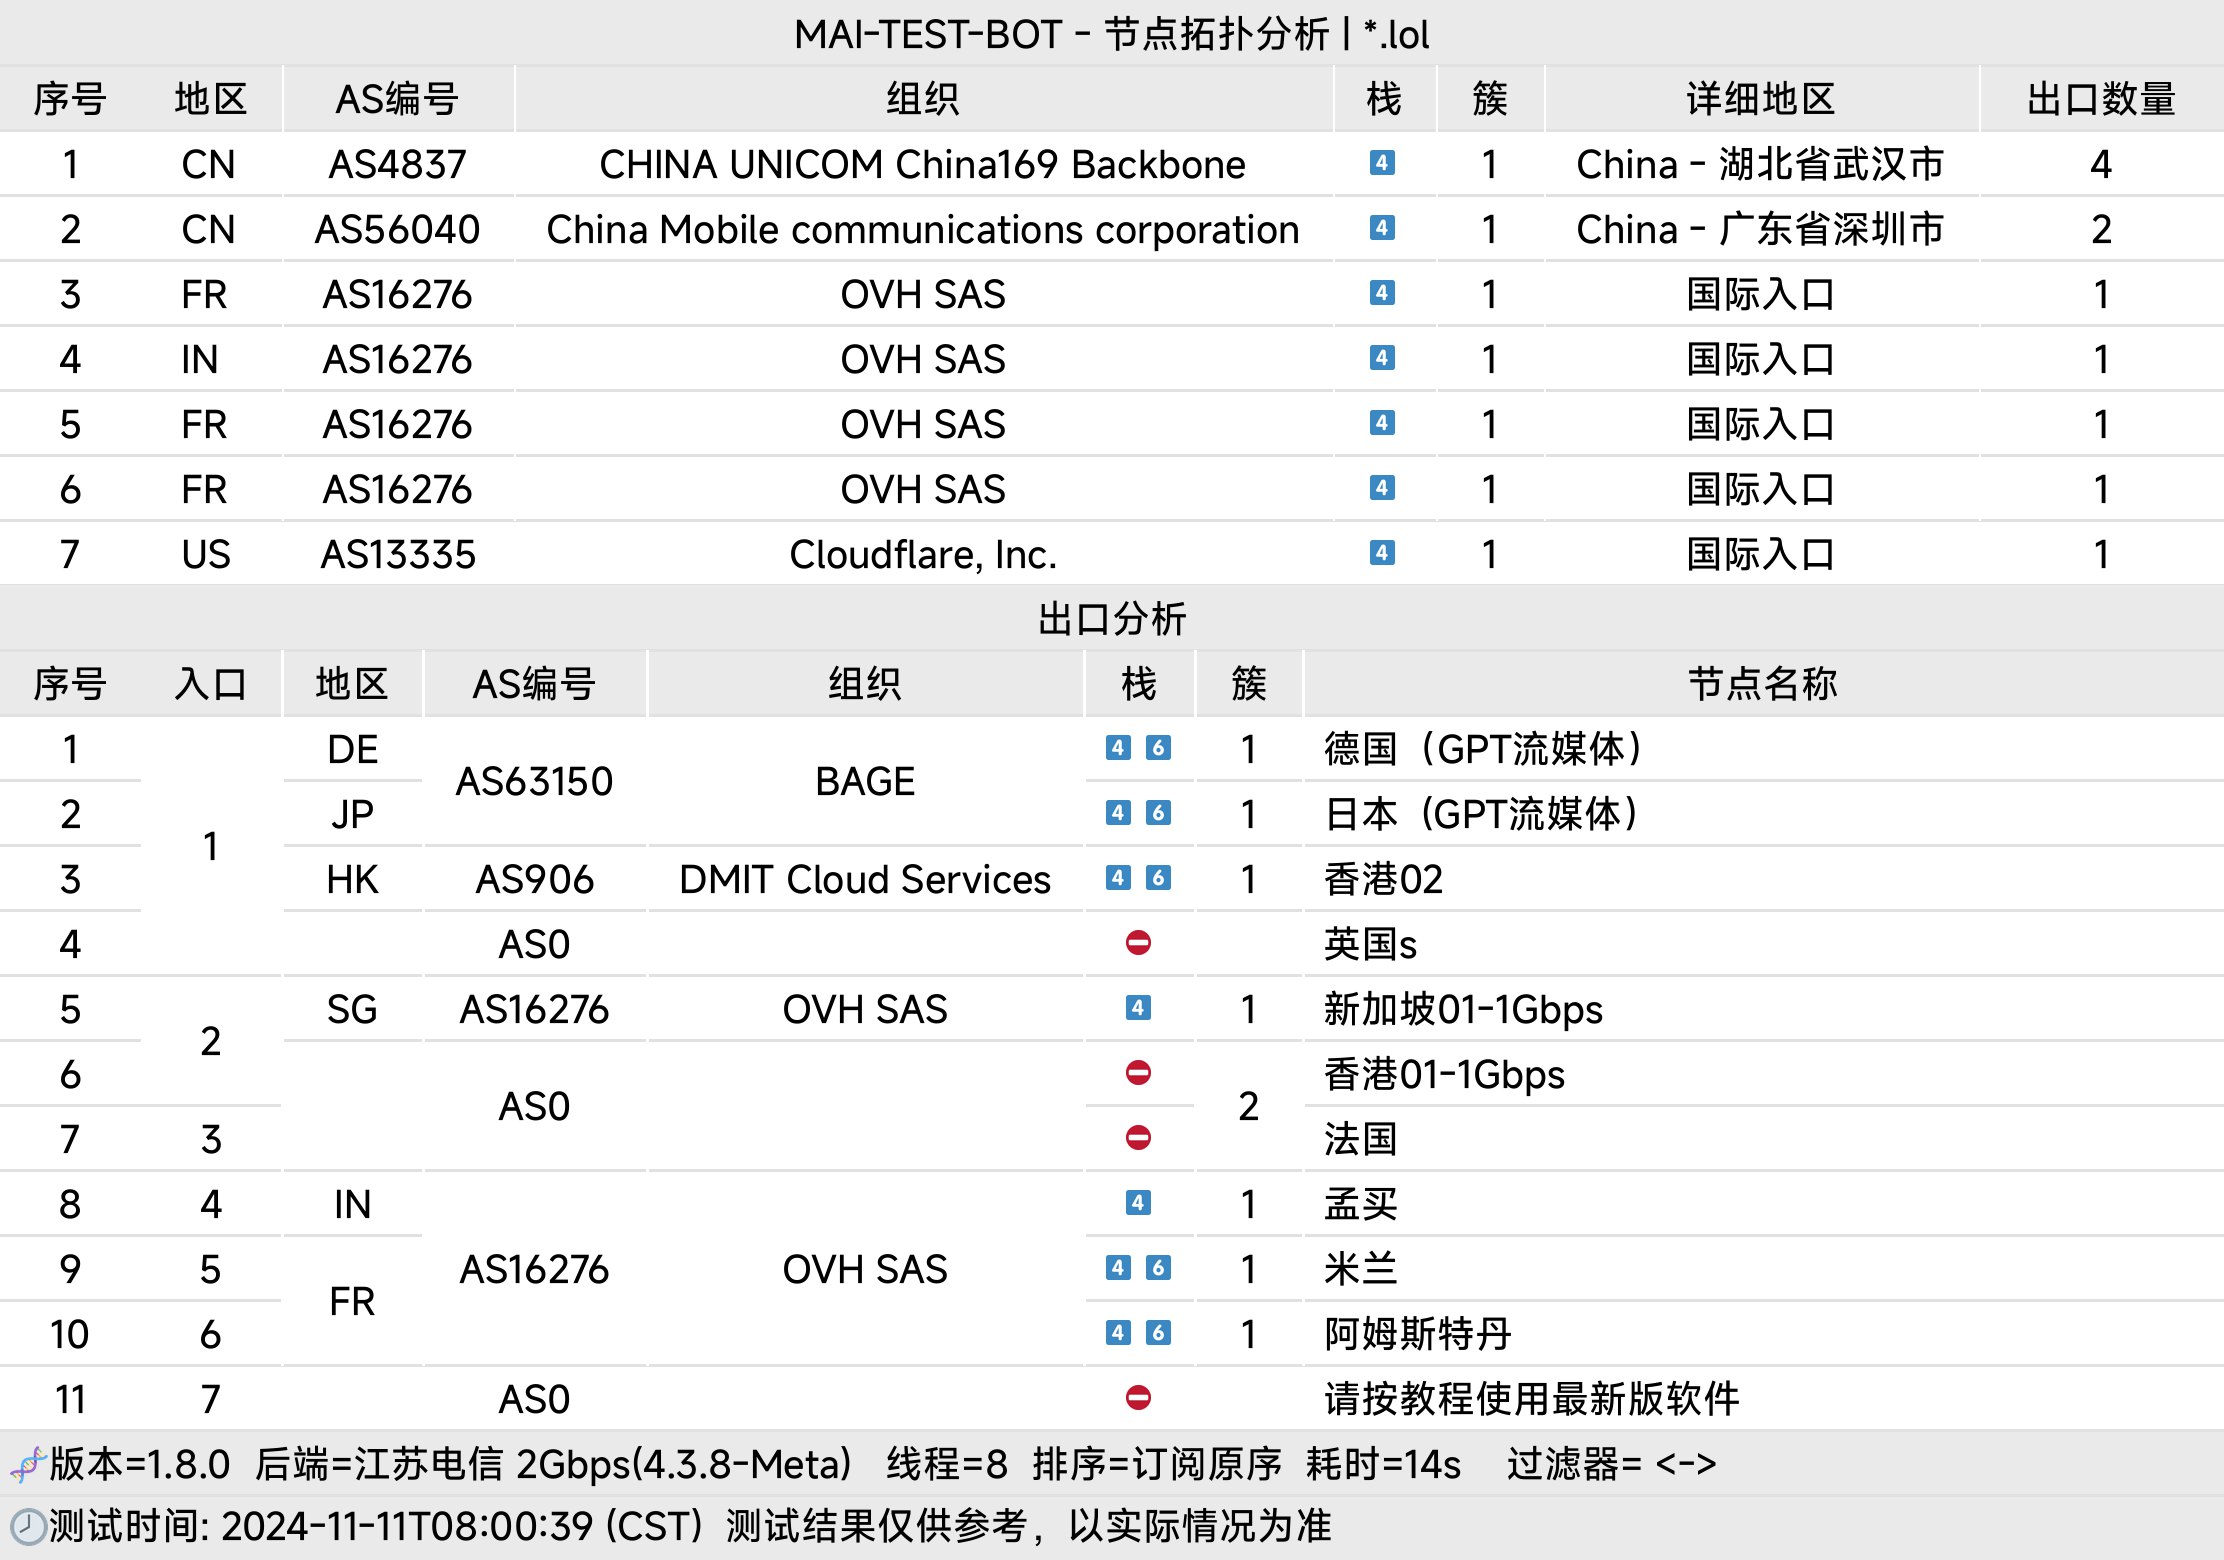 MAI-TEST-BOT - 节点拓扑分析 | *.lol
序号 地区 AS编号 组织 栈 簇 详细地区 出口数量
1 CN AS4837 CHINA UNICOM China169 Backbone 4 1 China - 湖北省武汉市 4
2 CN AS56040 China Mobile communications corporation 4 1 China - 广东省深圳市 2
3 FR AS16276 OVH SAS 4 1 国际入口 1
4 IN AS16276 OVH SAS 4 1 国际入口 1
5 FR AS16276 OVH SAS 4 1 国际入口 1
6 FR AS16276 OVH SAS 4 1 国际入口 1
7 US AS13335 Cloudflare, Inc. 4 1 国际入口 1
出口分析
序号 入口 地区 AS编号 组织 栈 簇 节点名称
1 1 DE AS63150 BAGE 4 6 1 德国（GPT流媒体）
2 JP 4 6 1 日本（GPT流媒体）
3 HK AS906 DMIT Cloud Services 4 6 1 香港02
4 AS0 英国s
5 2 SG AS16276 OVH SAS 4 1 新加坡01-1Gbps
6 AS0 2 香港01-1Gbps
7 3 法国
8 4 IN AS16276 OVH SAS 4 1 孟买
9 5 FR 4 6 1 米兰
10 6 4 6 1 阿姆斯特丹
11 7 AS0 请按教程使用最新版软件
版本=1.8.0 后端=江苏电信 2Gbps(4.3.8-Meta) 线程=8 排序=订阅原序 耗时=14s 过滤器= <->
测试时间: 2024-11-11T08:00:39 (CST) 测试结果仅供参考，以实际情况为准